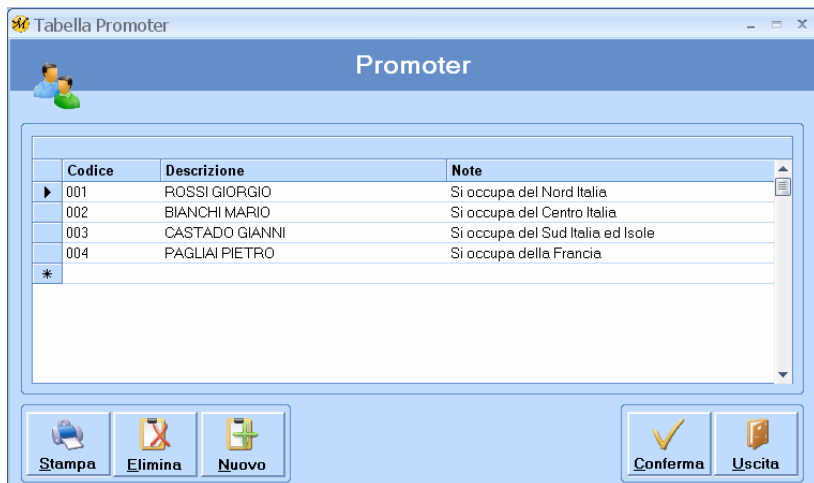 Tabella Promoter
Promoter
Codice Descrizione Note
001 ROSSI GIORGIO Si occupa del Nord Italia
002 BIANCHI MARIO Si occupa del Centro Italia
003 CASTADO GIANNI Si occupa del Sud Italia ed Isole
004 PAGLIAI PIETRO Si occupa della Francia
Stampa Elimina Nuovo Conferma Uscita